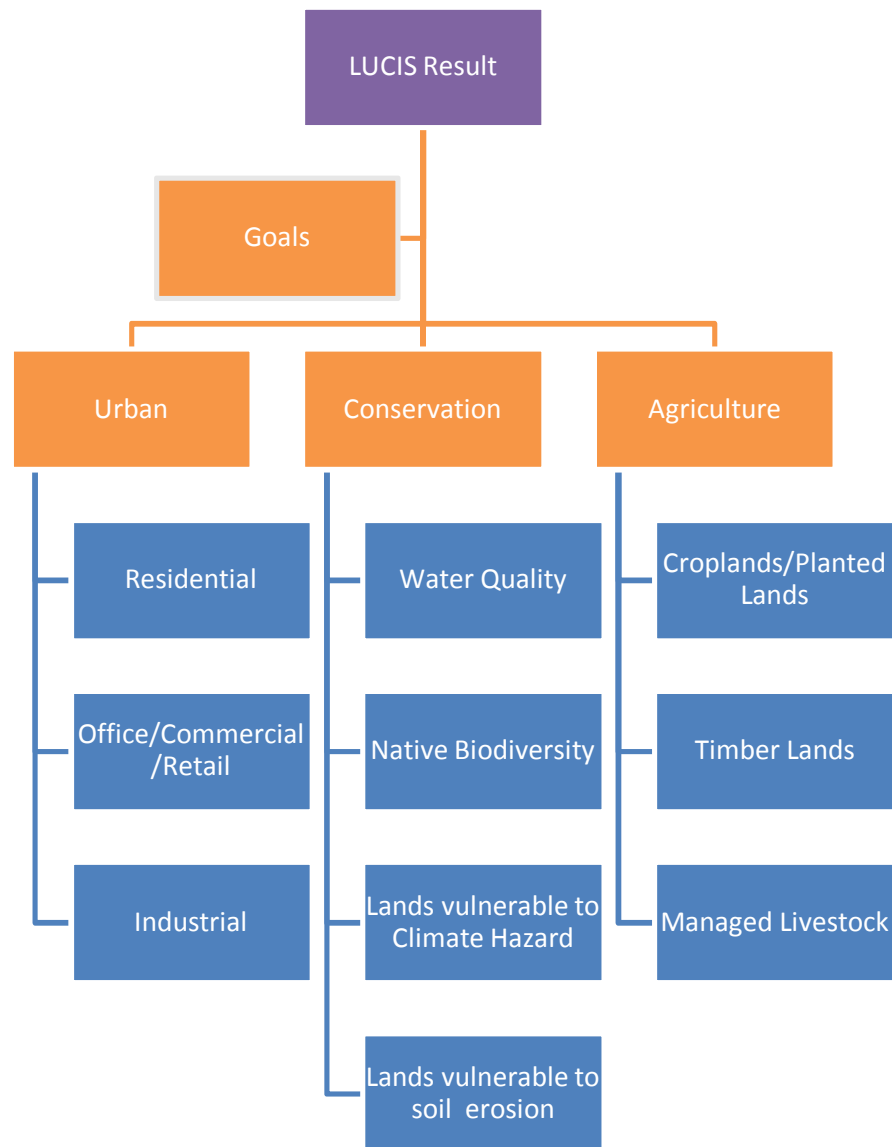 LUCIS Result
Goals
Urban
Conservation
Agriculture
Residential
Water Quality
Croplands/Planted
Lands
Office/Commercial
/Retail
Native Biodiversity
Timber Lands
Industrial
Lands vulnerable to
Climate Hazard
Managed Livestock
Lands vulnerable to
soil  erosion